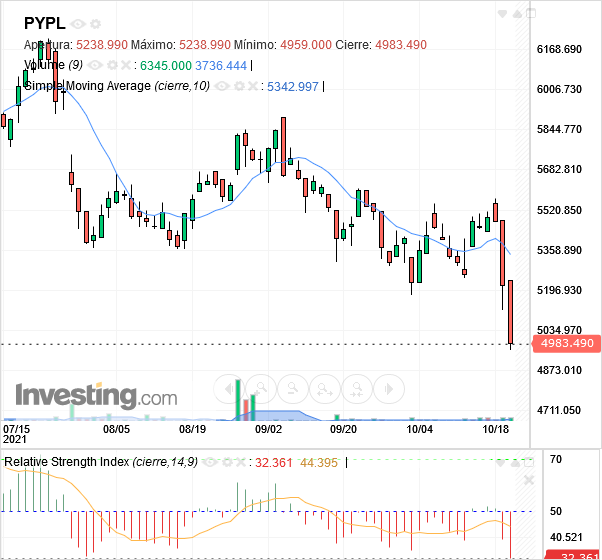 PYPL
Apertura: 5238.990 Máximo: 5238.990 Mínimo: 4959.000 Cierre: 4983.490
Volume (9) : 6345.000 3736.444
Simple Moving Average (cierre,10) : 5342.997
6168.690
6006.730
5844.770
5682.810
5520.850
5358.890
5196.930
5034.970
4983.490
4873.010
4711.050
Investing.com
07/15 08/05 08/19 09/02 09/20 10/04 10/18
2021
Relative Strength Index (cierre,14,9) : 32.361 44.395
70
50
40.521
32.361